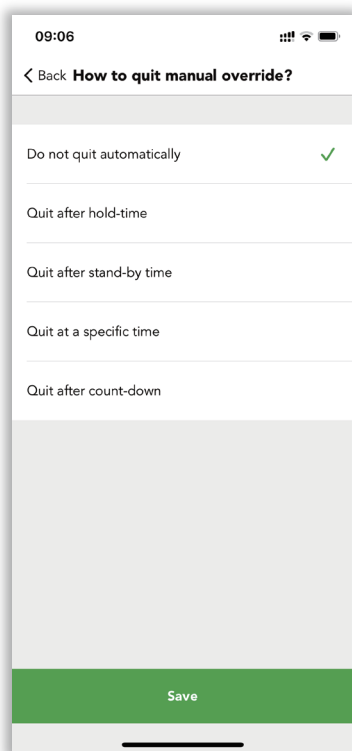 09:06
Back How to quit manual override?
Do not quit automatically
Quit after hold-time
Quit after stand-by time
Quit at a specific time
Quit after count-down
Save